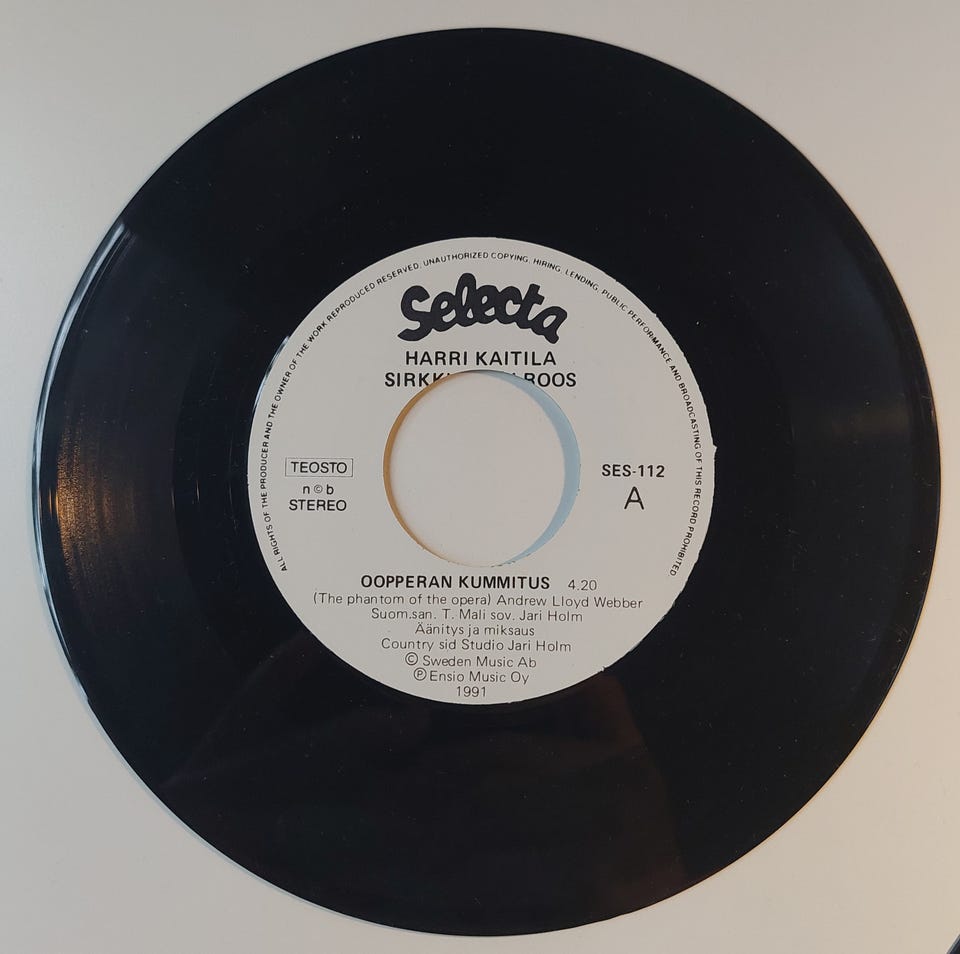 ALL RIGHTS OF THE PRODUCER AND THE OWNER OF THE WORK REPRODUCED RESERVED. UNAUTHORIZED COPYING, HIRING, LENDING, PUBLIC PERFORMANCE AND BROADCASTING OF THIS RECORD PROHIBITED
Selecta
HARRI KAITILA
ROOS
TEOSTO
n©b
STEREO
SES-112
A
OOPPERAN KUMMITUS 4.20
(The phantom of the opera) Andrew Lloyd Webber
Suom.san. T. Mali sov. Jari Holm
Äänitys ja miksaus
Country sid Studio Jari Holm
© Sweden Music Ab
℗ Ensio Music Oy
1991